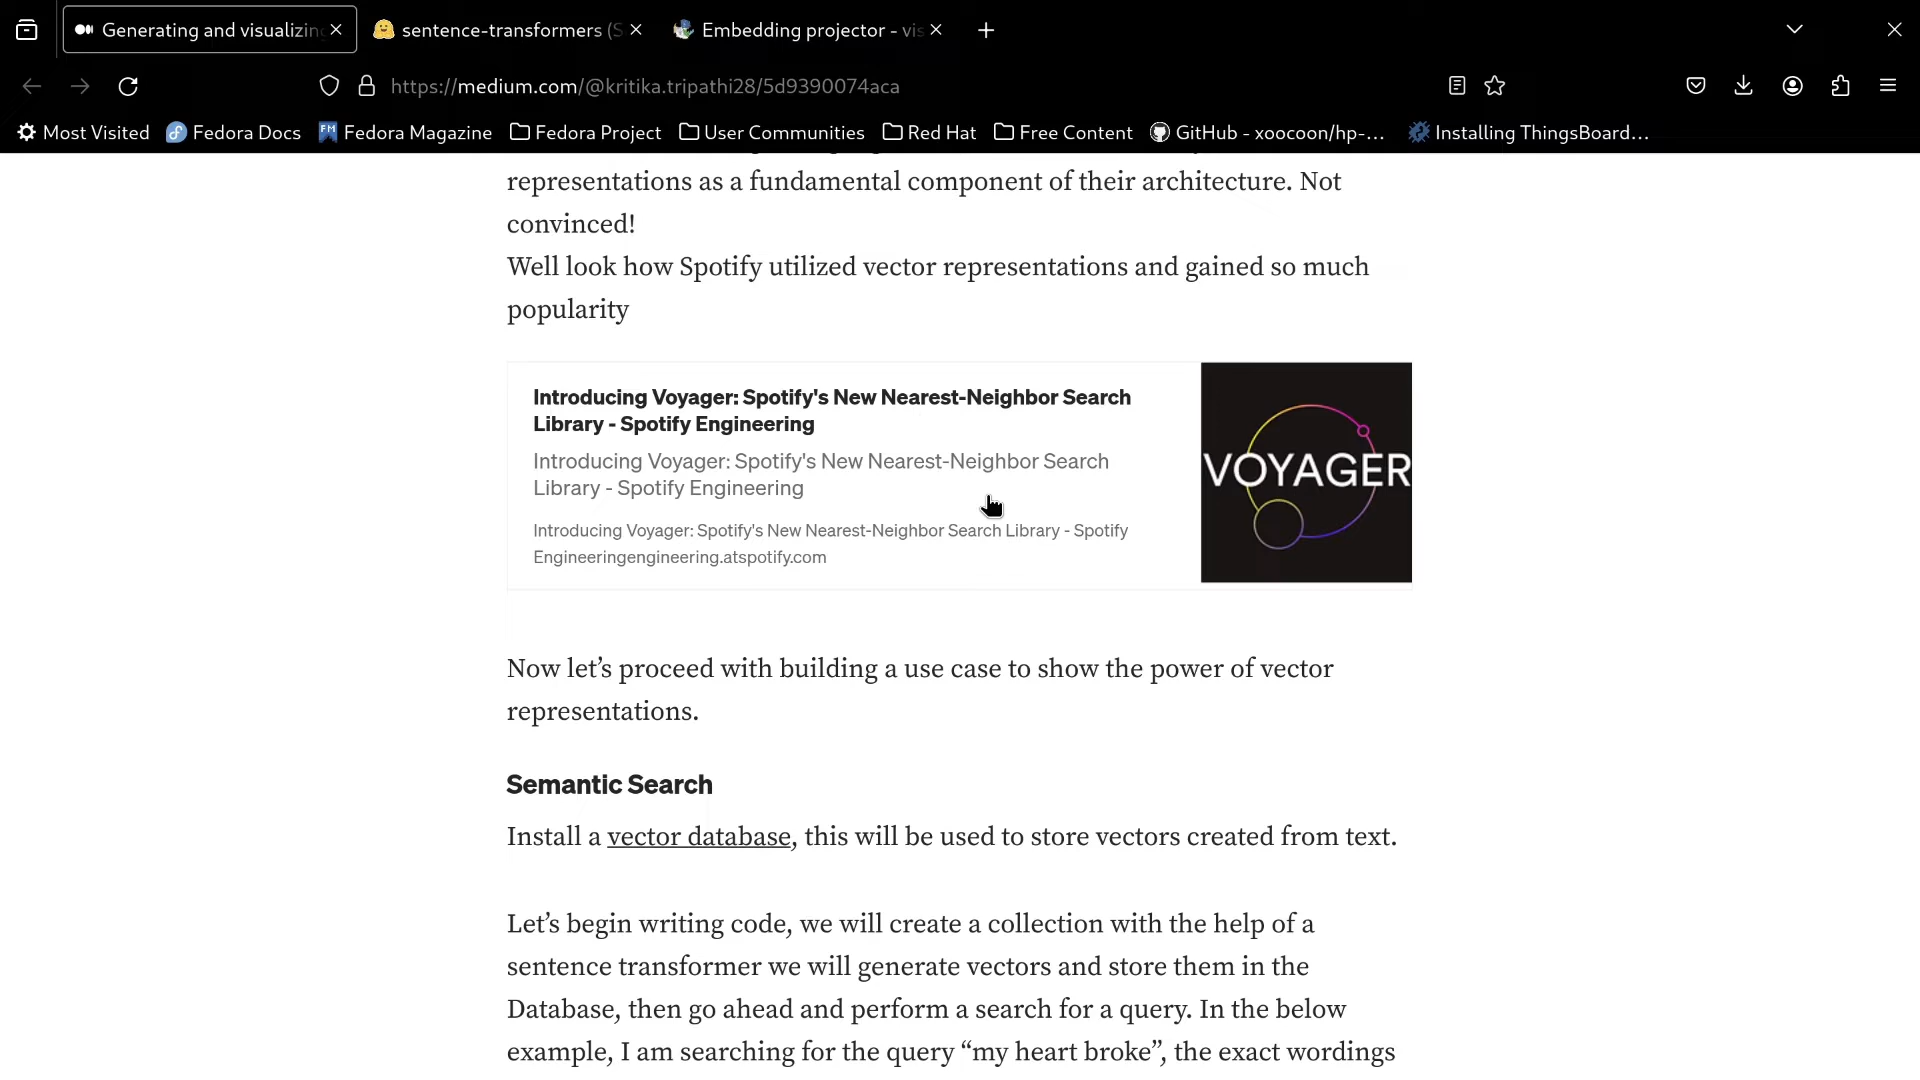 Generating and visualizing
sentence-transformers (S
Embedding projector - vis
https://medium.com/@kritika.tripathi28/5d9390074aca
Most Visited
Fedora Docs
FM
Fedora Magazine
Fedora Project
User Communities
Red Hat
Free Content
GitHub - xoocoon/hp-...
Installing ThingsBoard...
representations as a fundamental component of their architecture. Not
convinced!
Well look how Spotify utilized vector representations and gained so much
popularity
Introducing Voyager: Spotify's New Nearest-Neighbor Search
Library - Spotify Engineering
Introducing Voyager: Spotify's New Nearest-Neighbor Search
Library - Spotify Engineering
Introducing Voyager: Spotify's New Nearest-Neighbor Search Library - Spotify
Engineeringengineering.atspotify.com
VOYAGER
Now let’s proceed with building a use case to show the power of vector
representations.
Semantic Search
Install a vector database, this will be used to store vectors created from text.
Let’s begin writing code, we will create a collection with the help of a
sentence transformer we will generate vectors and store them in the
Database, then go ahead and perform a search for a query. In the below
example, I am searching for the query “my heart broke”, the exact wordings